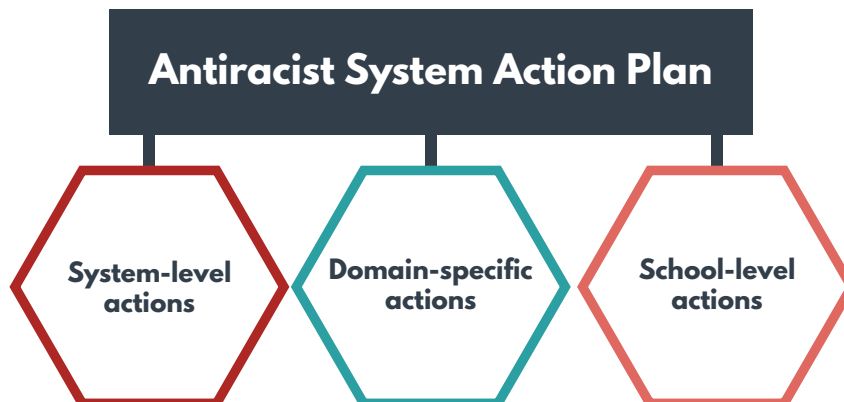 Antiracist System Action Plan
System-level
actions
Domain-specific
actions
School-level
actions